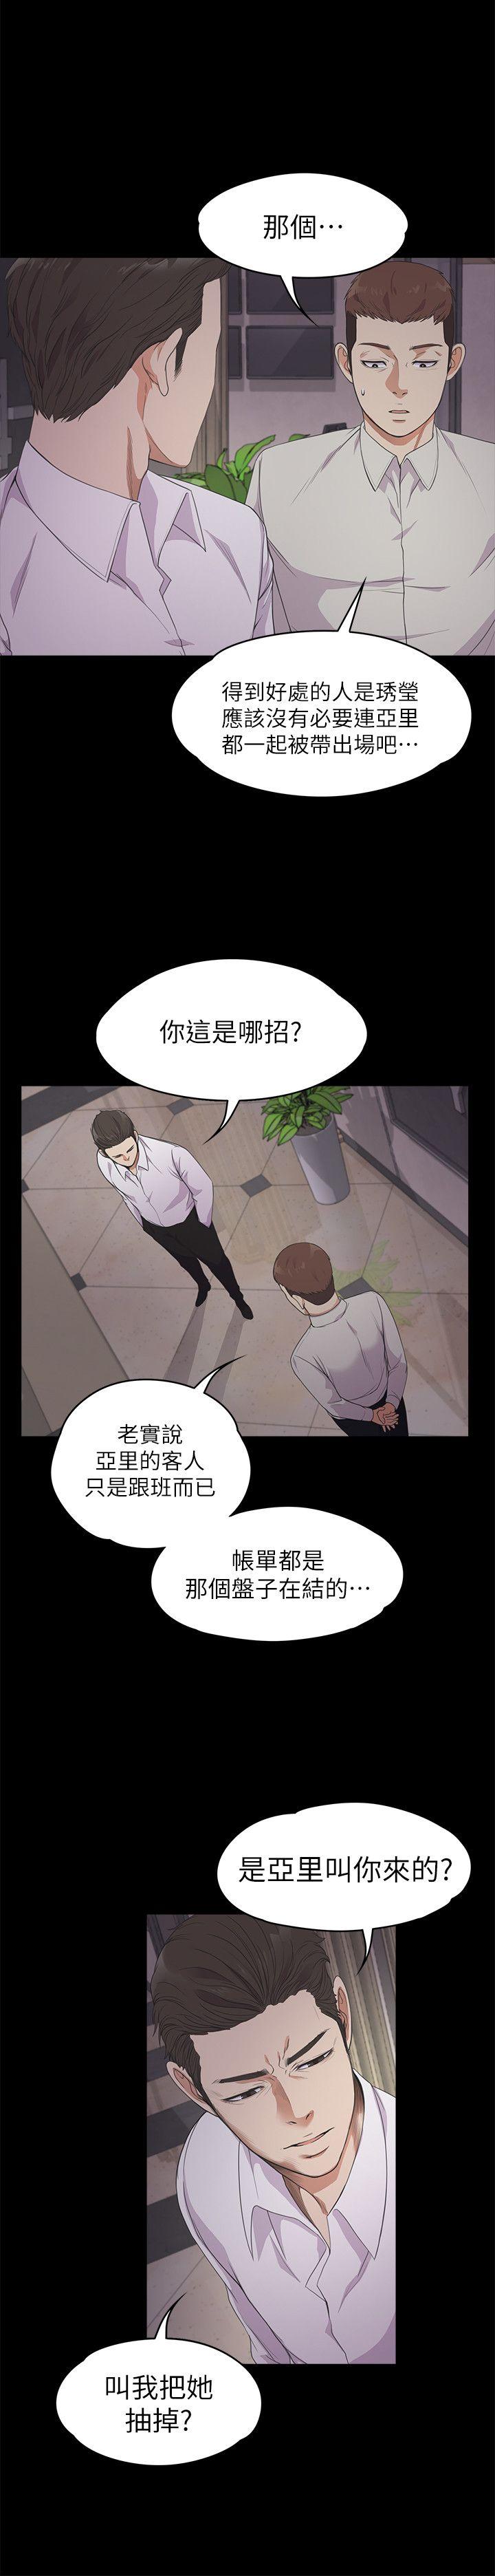 那個…
得到好處的人是琇瑩
應該沒有必要連亞里
都一起被帶出場吧…
你這是哪招?
老實說
亞里的客人
只是跟班而已
帳單都是
那個盤子在結的…
是亞里叫你來的?
叫我把她
抽掉?